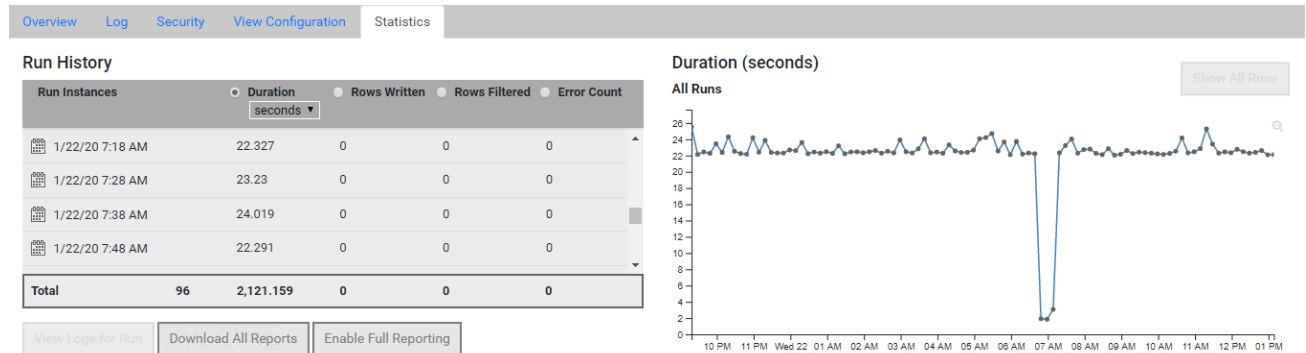 Overview Log Security View Configuration Statistics
Run History
Run Instances Duration Rows Written Rows Filtered Error Count
seconds
1/22/20 7:18 AM 22.327 0 0 0
1/22/20 7:28 AM 23.23 0 0 0
1/22/20 7:38 AM 24.019 0 0 0
1/22/20 7:48 AM 22.291 0 0 0
Total 96 2,121.159 0 0 0
View Logs for Run Download All Reports Enable Full Reporting
Duration (seconds)
Show All Runs
All Runs
26
24
22
20
18
16
14
12
10
8
6
4
2
0
10 PM 11 PM Wed 22 01 AM 02 AM 03 AM 04 AM 05 AM 06 AM 07 AM 08 AM 09 AM 10 AM 11 AM 12 PM 01 PM